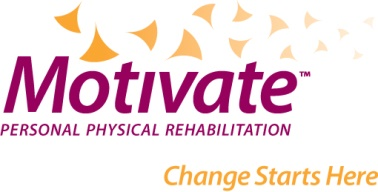 Motivate™
PERSONAL PHYSICAL REHABILITATION
Change Starts Here